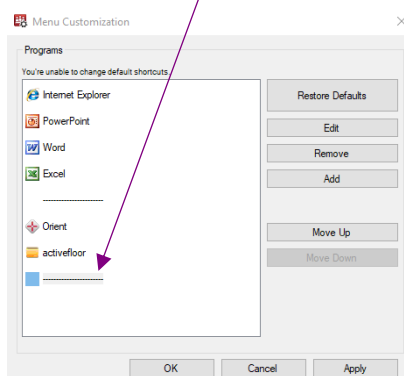 Menu Customization
Programs
You're unable to change default shortcuts
Internet Explorer
PowerPoint
Word
Excel
--------------------
Orient
activefloor
--------------------
Restore Defaults
Edit
Remove
Add
Move Up
Move Down
OK
Cancel
Apply